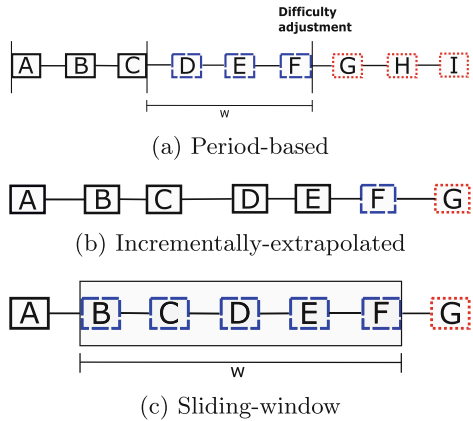 Difficulty
adjustment
A B C D E F G H I
w
(a) Period-based
A B C D E F G
(b) Incrementally-extrapolated
A B C D E F G
w
(c) Sliding-window